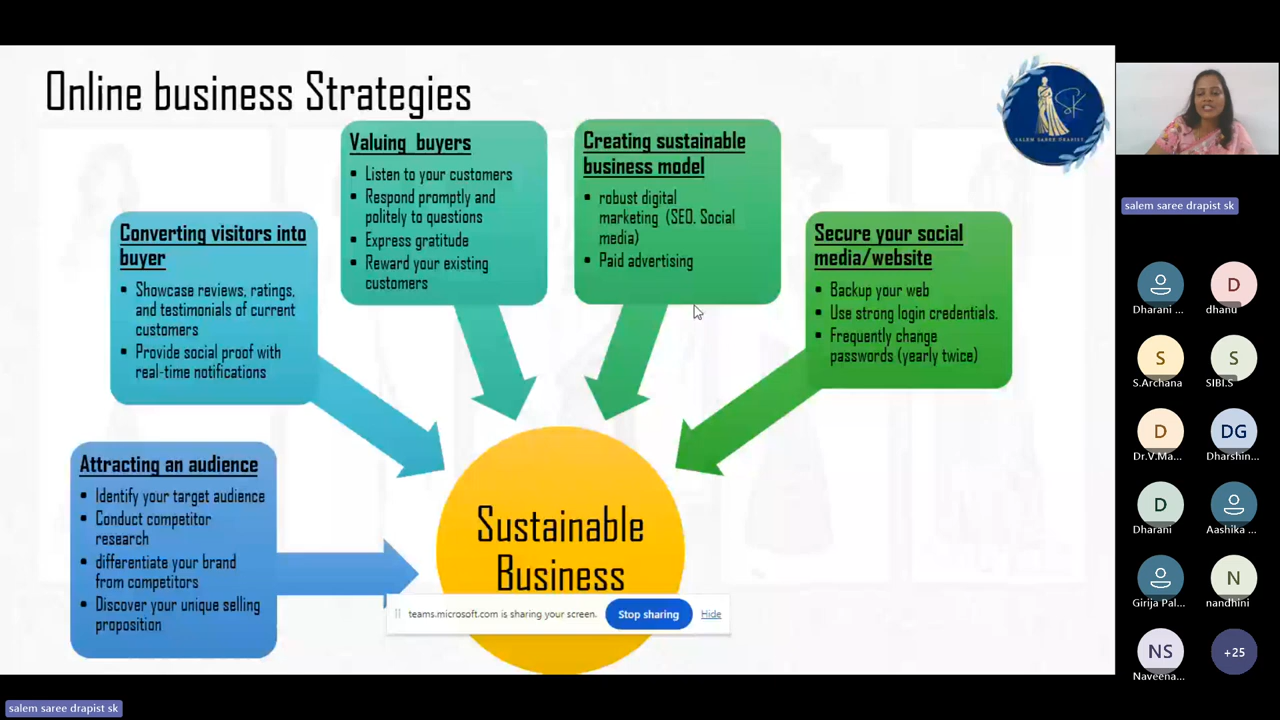 Online business Strategies
SK
SALEM SAREE DRAPIST
Valuing buyers
▪ Listen to your customers
▪ Respond promptly and
politely to questions
▪ Express gratitude
▪ Reward your existing
customers
Creating sustainable
business model
▪ robust digital
marketing (SEO. Social
media)
▪ Paid advertising
Converting visitors into
buyer
▪ Showcase reviews, ratings,
and testimonials of current
customers
▪ Provide social proof with
real-time notifications
Secure your social
media/website
▪ Backup your web
▪ Use strong login credentials.
▪ Frequently change
passwords (yearly twice)
Attracting an audience
▪ Identify your target audience
▪ Conduct competitor
research
▪ differentiate your brand
from competitors
▪ Discover your unique selling
proposition
Sustainable
Business
teams.microsoft.com is sharing your screen.
Stop sharing
Hide
salem saree drapist sk
Dharani ...
D
dhanu
S
S.Archana
S
SIBI.S
D
Dr.V.Ma...
DG
Dharshin...
D
Dharani
Aashika ...
Girija Pal...
N
nandhini
NS
Naveena...
+25
salem saree drapist sk